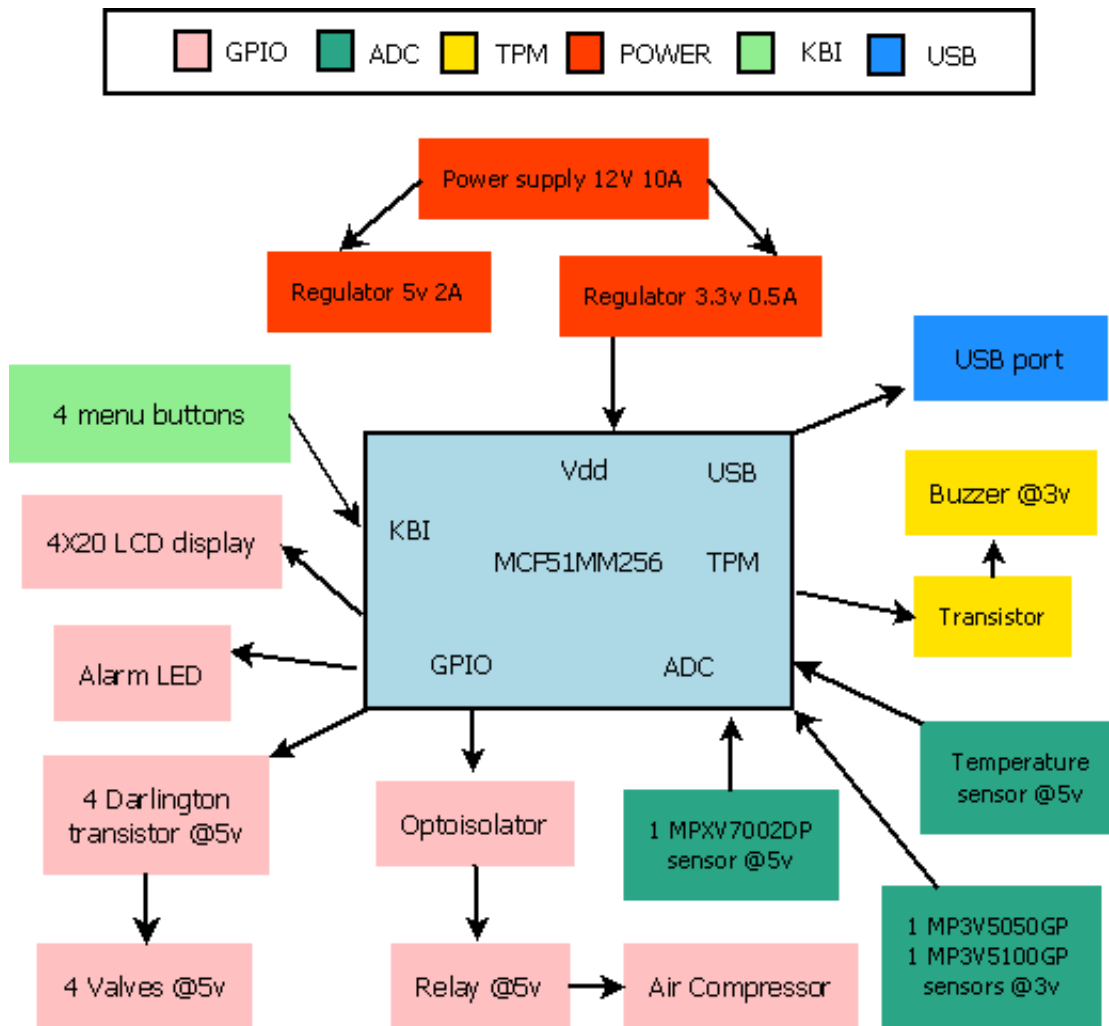 GPIO ADC TPM POWER KBI USB
Power supply 12V 10A
Regulator 5v 2A
Regulator 3.3v 0.5A
USB port
4 menu buttons
Vdd
USB
Buzzer @3v
KBI
4X20 LCD display
MCF51MM256
TPM
Transistor
Alarm LED
GPIO
ADC
4 Darlington
transistor @5v
Optoisolator
1 MPXV7002DP
sensor @5v
Temperature
sensor @5v
4 Valves @5v
Relay @5v
Air Compressor
1 MP3V5050GP
1 MP3V5100GP
sensors @3v